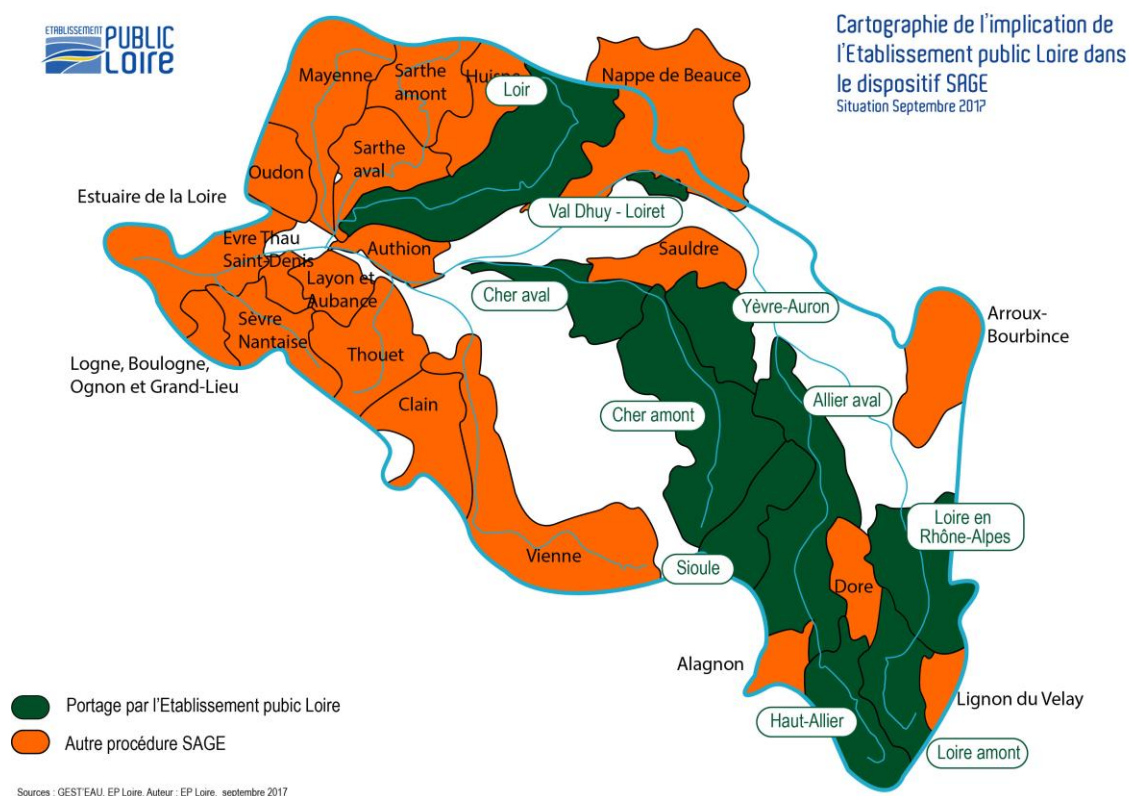 ETABLISSEMENT
PUBLIC
LOIRE
Cartographie de l'implication de
l'Etablissement public Loire dans
le dispositif SAGE
Situation Septembre 2017
Mayenne
Sarthe
amont
Huisne
Loir
Nappe de Beauce
Sarthe
aval
Oudon
Estuaire de la Loire
Val Dhuy - Loiret
Evre Thau
Saint-Denis
Authion
Sauldre
Layon et
Aubance
Cher aval
Yèvre-Auron
Arroux-
Bourbince
Sèvre
Nantaise
Thouet
Logne, Boulogne,
Ognon et Grand-Lieu
Clain
Cher amont
Allier aval
Loire en
Rhône-Alpes
Vienne
Sioule
Dore
Alagnon
Lignon du Velay
Haut-Allier
Loire amont
Portage par l'Etablissement pubic Loire
Autre procédure SAGE
Sources : GEST'EAU, EP Loire, Auteur : EP Loire, septembre 2017